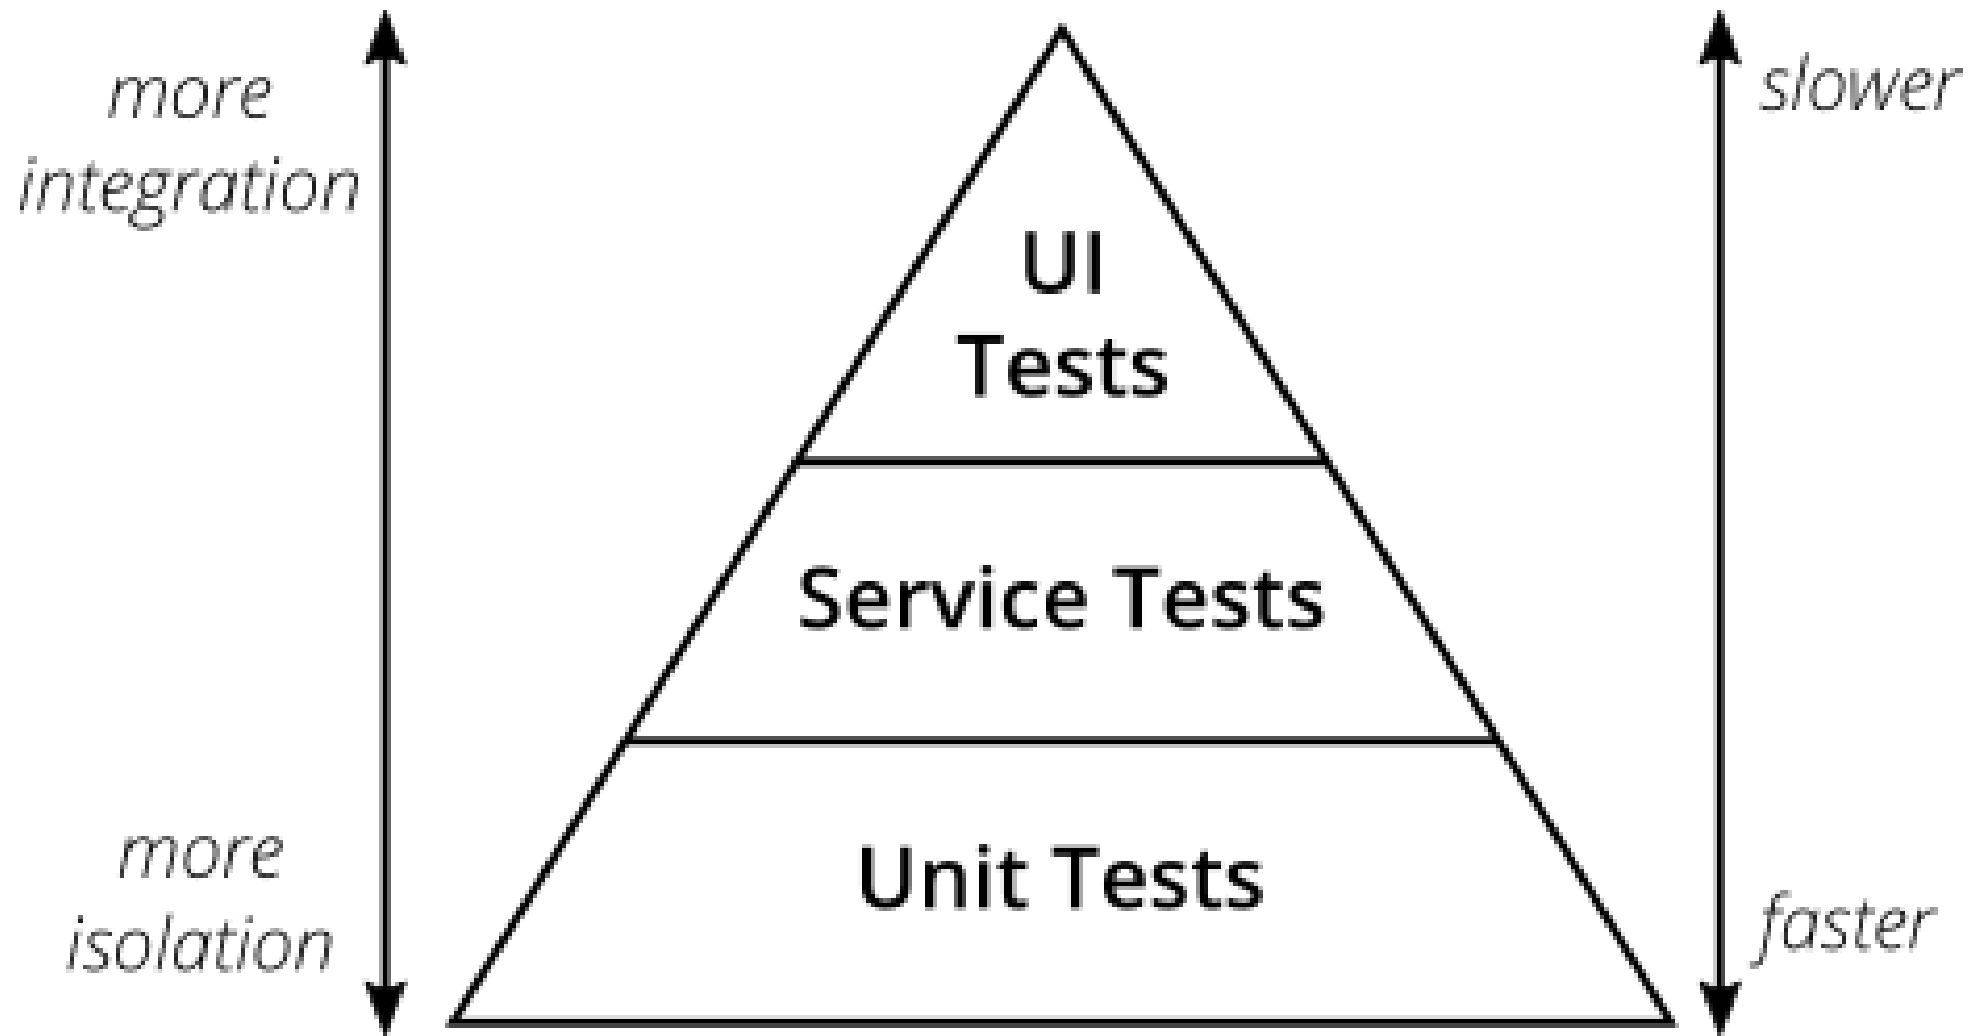 more
integration
slower
UI
Tests
Service Tests
Unit Tests
more
isolation
faster